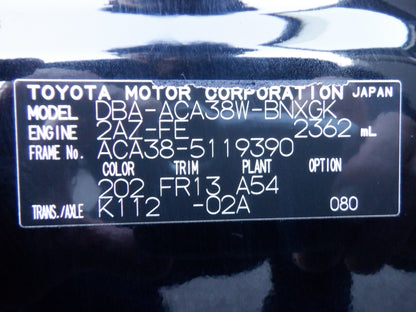 TOYOTA MOTOR CORPORATION JAPAN
MODEL DBA-ACA38W-BNXGK
ENGINE 2AZ-FE 2362 mL
FRAME No. ACA38-5119390
COLOR TRIM PLANT OPTION
202 FR13 A54
TRANS./AXLE K112 -02A 080